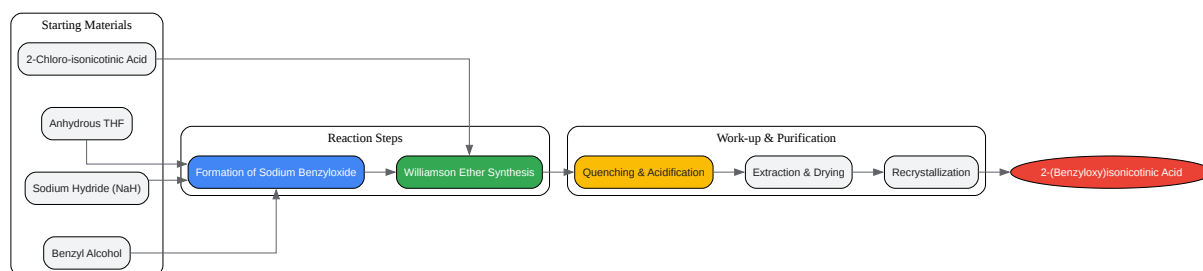 Starting Materials
2-Chloro-isonicotinic Acid
Anhydrous THF
Sodium Hydride (NaH)
Benzyl Alcohol
Reaction Steps
Formation of Sodium Benzyloxide
Williamson Ether Synthesis
Work-up & Purification
Quenching & Acidification
Extraction & Drying
Recrystallization
2-(Benzyloxy)isonicotinic Acid